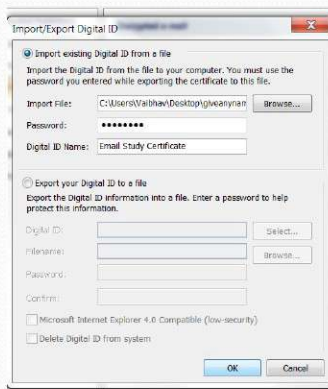 Encrypted e-mail
Import/Export Digital ID
Import existing Digital ID from a file
Import the Digital ID from the file to your computer. You must use the
password you entered while exporting the certificate to this file.
Import File: C:\Users\Vaibhav\Desktop\giveanynam Browse...
Password: ••••••••
Digital ID Name: Email Study Certificate
Export your Digital ID to a file
Export the Digital ID information into a file. Enter a password to help
protect this information.
Digital ID: Select...
Filename: Browse...
Password:
Confirm:
Microsoft Internet Explorer 4.0 Compatible (low-security)
Delete Digital ID from system
OK Cancel